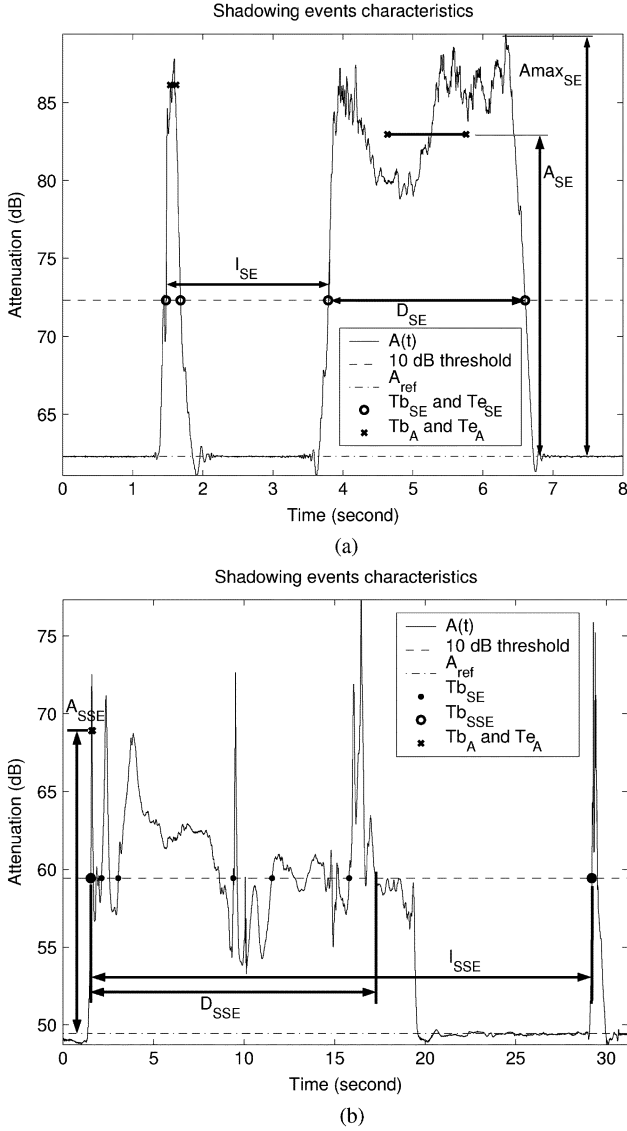 Shadowing events characteristics
Amax_SE
A_SE
I_SE
D_SE
A(t)
10 dB threshold
A_ref
Tb_SE and Te_SE
Tb_A and Te_A
85
80
75
70
65
Attenuation (dB)
0 1 2 3 4 5 6 7 8
Time (second)
(a)
Shadowing events characteristics
A(t)
10 dB threshold
A_ref
Tb_SE
Tb_SSE
Tb_A and Te_A
A_SSE
I_SSE
D_SSE
75
70
65
60
55
50
Attenuation (dB)
0 5 10 15 20 25 30
Time (second)
(b)